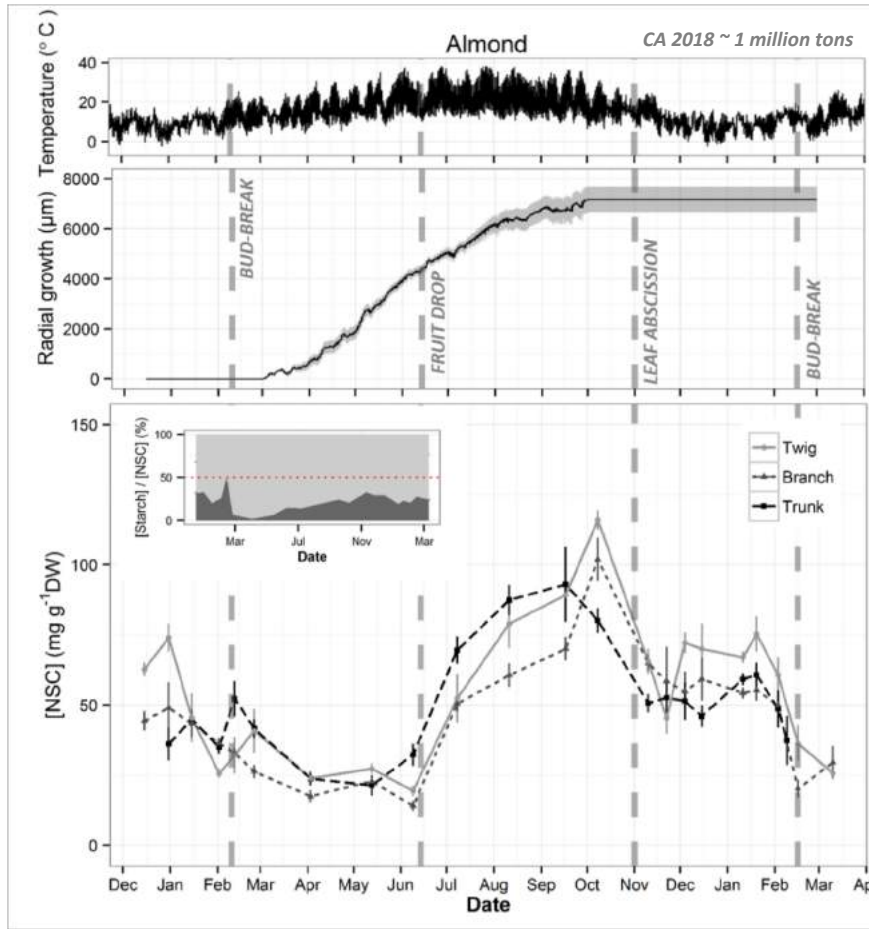 Almond
CA 2018 ~ 1 million tons
Temperature (° C)
40
20
0
Radial growth (µm)
8000
6000
4000
2000
0
BUD-BREAK
FRUIT DROP
LEAF ABSCISSION
BUD-BREAK
[NSC] (mg g⁻¹DW)
150
100
50
0
[Starch] / [NSC] (%)
100
50
0
Mar Jul Nov Mar
Date
Twig
Branch
Trunk
Dec Jan Feb Mar Apr May Jun Jul Aug Sep Oct Nov Dec Jan Feb Mar Ap
Date